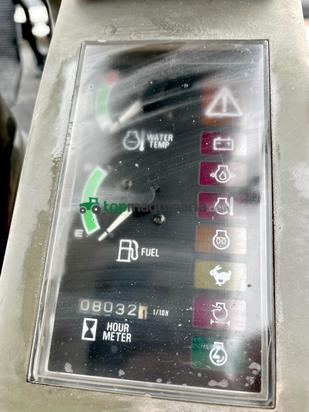 WATER
TEMP
E
FUEL
08032
1/10H
HOUR
METER